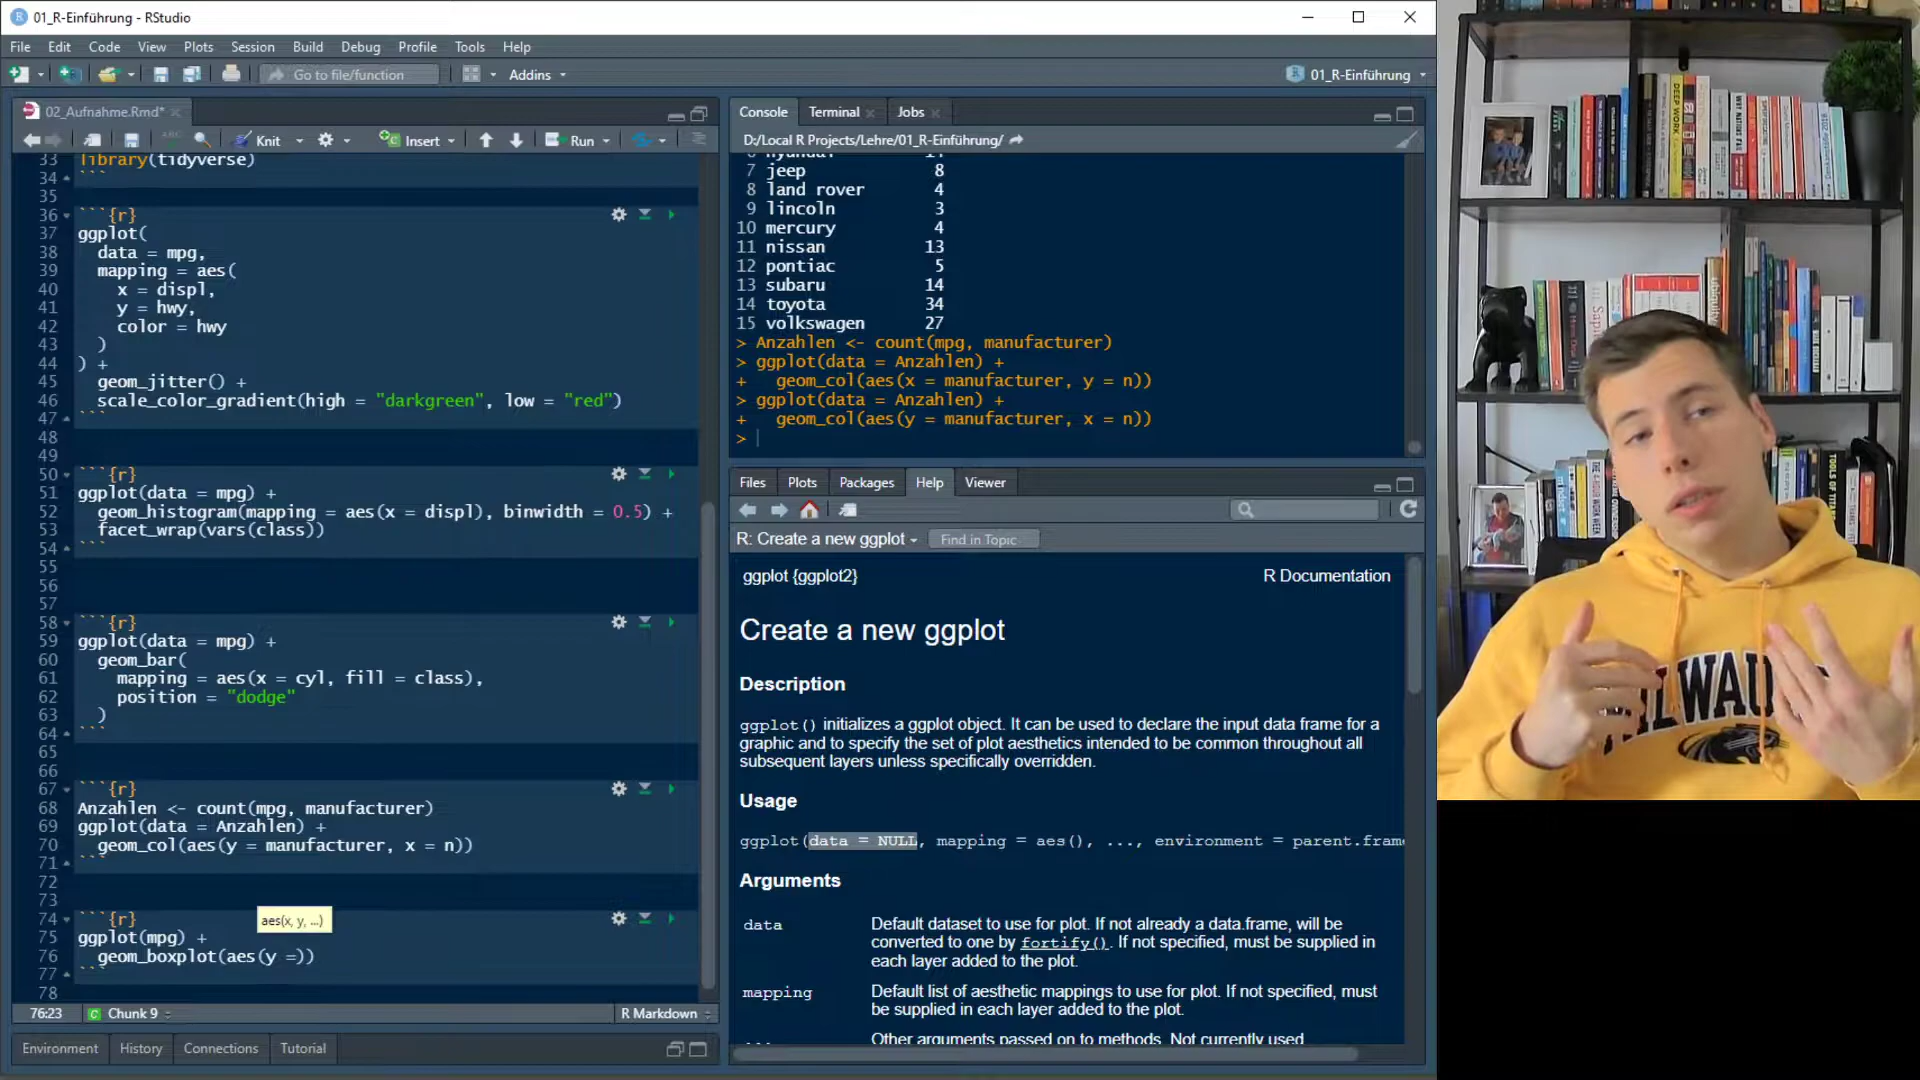 01_R-Einführung - RStudio
File Edit Code View Plots Session Build Debug Profile Tools Help
Go to file/function
Addins
01_R-Einführung
02_Aufnahme.Rmd*
Knit
Insert
Run
33 library(tidyverse)
34 ```
35
36 ```{r}
37 ggplot(
38 data = mpg,
39 mapping = aes(
40 x = displ,
41 y = hwy,
42 color = hwy
43 )
44 ) +
45 geom_jitter() +
46 scale_color_gradient(high = "darkgreen", low = "red")
47 ```
48
49
50 ```{r}
51 ggplot(data = mpg) +
52 geom_histogram(mapping = aes(x = displ), binwidth = 0.5) +
53 facet_wrap(vars(class))
54 ```
55
56
57
58 ```{r}
59 ggplot(data = mpg) +
60 geom_bar(
61 mapping = aes(x = cyl, fill = class),
62 position = "dodge"
63 )
64 ```
65
66
67 ```{r}
68 Anzahlen <- count(mpg, manufacturer)
69 ggplot(data = Anzahlen) +
70 geom_col(aes(y = manufacturer, x = n))
71 ```
72
73
74 ```{r}
aes(x, y, ...)
75 ggplot(mpg) +
76 geom_boxplot(aes(y =))
77 ```
78
76:23
Chunk 9
R Markdown
Environment History Connections Tutorial
Console Terminal Jobs
D:/Local R Projects/Lehre/01_R-Einführung/
7 jeep 8
8 land rover 4
9 lincoln 3
10 mercury 4
11 nissan 13
12 pontiac 5
13 subaru 14
14 toyota 34
15 volkswagen 27
> Anzahlen <- count(mpg, manufacturer)
> ggplot(data = Anzahlen) +
+ geom_col(aes(x = manufacturer, y = n))
> ggplot(data = Anzahlen) +
+ geom_col(aes(y = manufacturer, x = n))
>
Files Plots Packages Help Viewer
R: Create a new ggplot
Find in Topic
ggplot {ggplot2}
R Documentation
Create a new ggplot
Description
ggplot() initializes a ggplot object. It can be used to declare the input data frame for a
graphic and to specify the set of plot aesthetics intended to be common throughout all
subsequent layers unless specifically overridden.
Usage
ggplot(data = NULL, mapping = aes(), ..., environment = parent.frame
Arguments
data Default dataset to use for plot. If not already a data.frame, will be
converted to one by fortify(). If not specified, must be supplied in
each layer added to the plot.
mapping Default list of aesthetic mappings to use for plot. If not specified, must
be supplied in each layer added to the plot.
... Other arguments passed on to methods. Not currently used
DEEP WORK